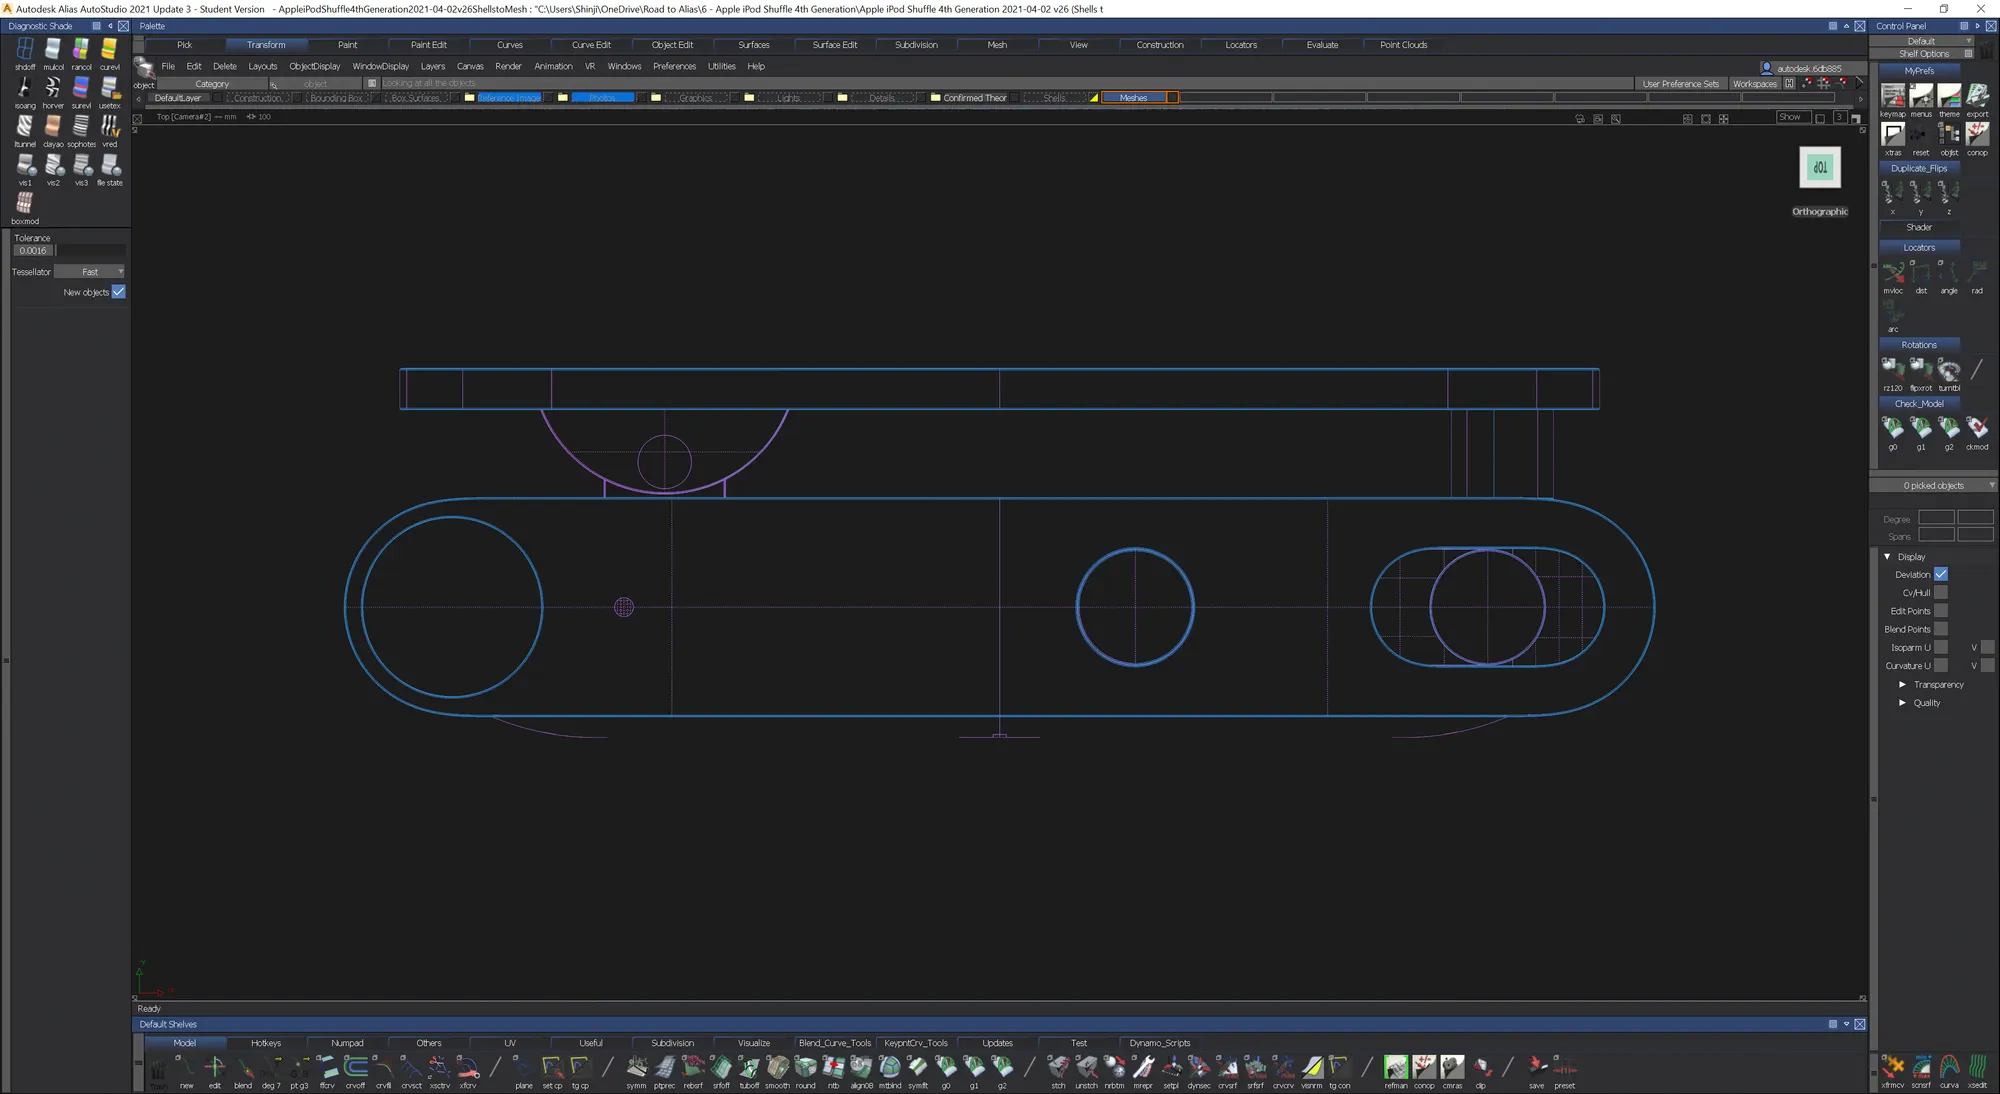 Autodesk Alias AutoStudio 2021 Update 3 - Student Version - AppleiPodShuffle4thGeneration2021-04-02v26ShellstoMesh : "C:\Users\Shinji\OneDrive\Road to Alias\6 - Apple iPod Shuffle 4th Generation\Apple iPod Shuffle 4th Generation 2021-04-02 v26 (Shells t
Diagnostic Shade Palette Control Panel
Pick Transform Paint Paint Edit Curves Curve Edit Object Edit Surfaces Surface Edit Subdivision Mesh View Construction Locators Evaluate Point Clouds
Default
Shelf Options
File Edit Delete Layouts ObjectDisplay WindowDisplay Layers Canvas Render Animation VR Windows Preferences Utilities Help
autodesk.6db885
object Category object Looking at all the objects User Preference Sets Workspaces
DefaultLayer Construction Bounding Box Box Surfaces Reference Image Photos Graphics Lights Details Confirmed Theor Shells Meshes
Top [Camera#2] -- mm 100 Show 3
shdoff mulcol rancol curevl
isoang horver surevl usetex
ltunnel clayao sophotes vred
vis1 vis2 vis3 file state
boxmod
Tolerance
0.0016
Tessellator Fast
New objects
TOP
Orthographic
MyPrefs
keymap menus theme export
xtras reset objlst conop
Duplicate_Flips
x y z
Shader
Locators
mvloc dist angle rad
arc
Rotations
rz120 flipxrot turntbl
Check_Model
g0 g1 g2 ckmod
0 picked objects
Degree
Spans
Display
Deviation
Cv/Hull
Edit Points
Blend Points
Isoparm U V
Curvature U V
Transparency
Quality
Ready
Default Shelves
Model Hotkeys Numpad Others UV Useful Subdivision Visualize Blend_Curve_Tools KeypntCrv_Tools Updates Test Dynamo_Scripts
Trash new edit blend deg 7 pt g3 ffcrv crvoff crvfil crvsct xsctrv xfcrv plane set cp tg cp symm ptprec rebsrf srfoff tuboff smooth round ntb align08 mtblnd symflt g0 g1 g2 stch unstch nrbtm mrepr setpl dynsec crvsrf srfsrf crvcrv visnrm tg con refman conop cmras clip save preset
xfrmcv scnsrf curva xsedit